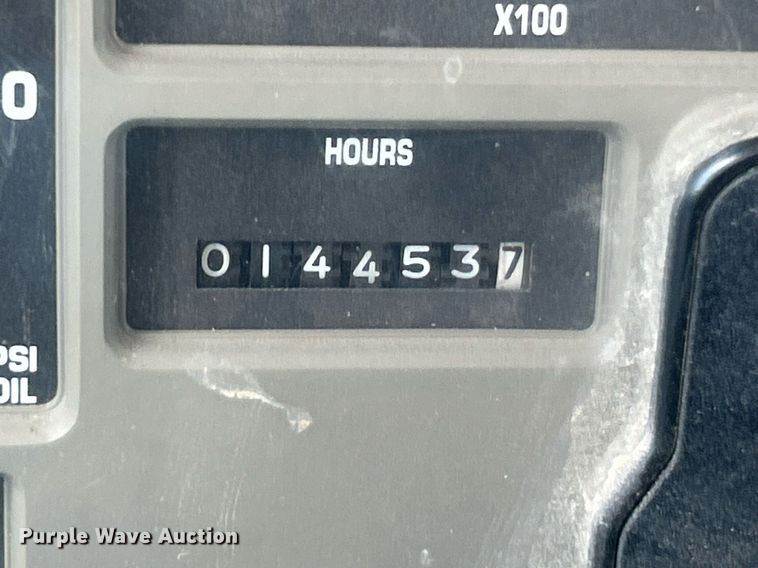 X100
0
HOURS
0144537
PSI
OIL
Purple Wave Auction